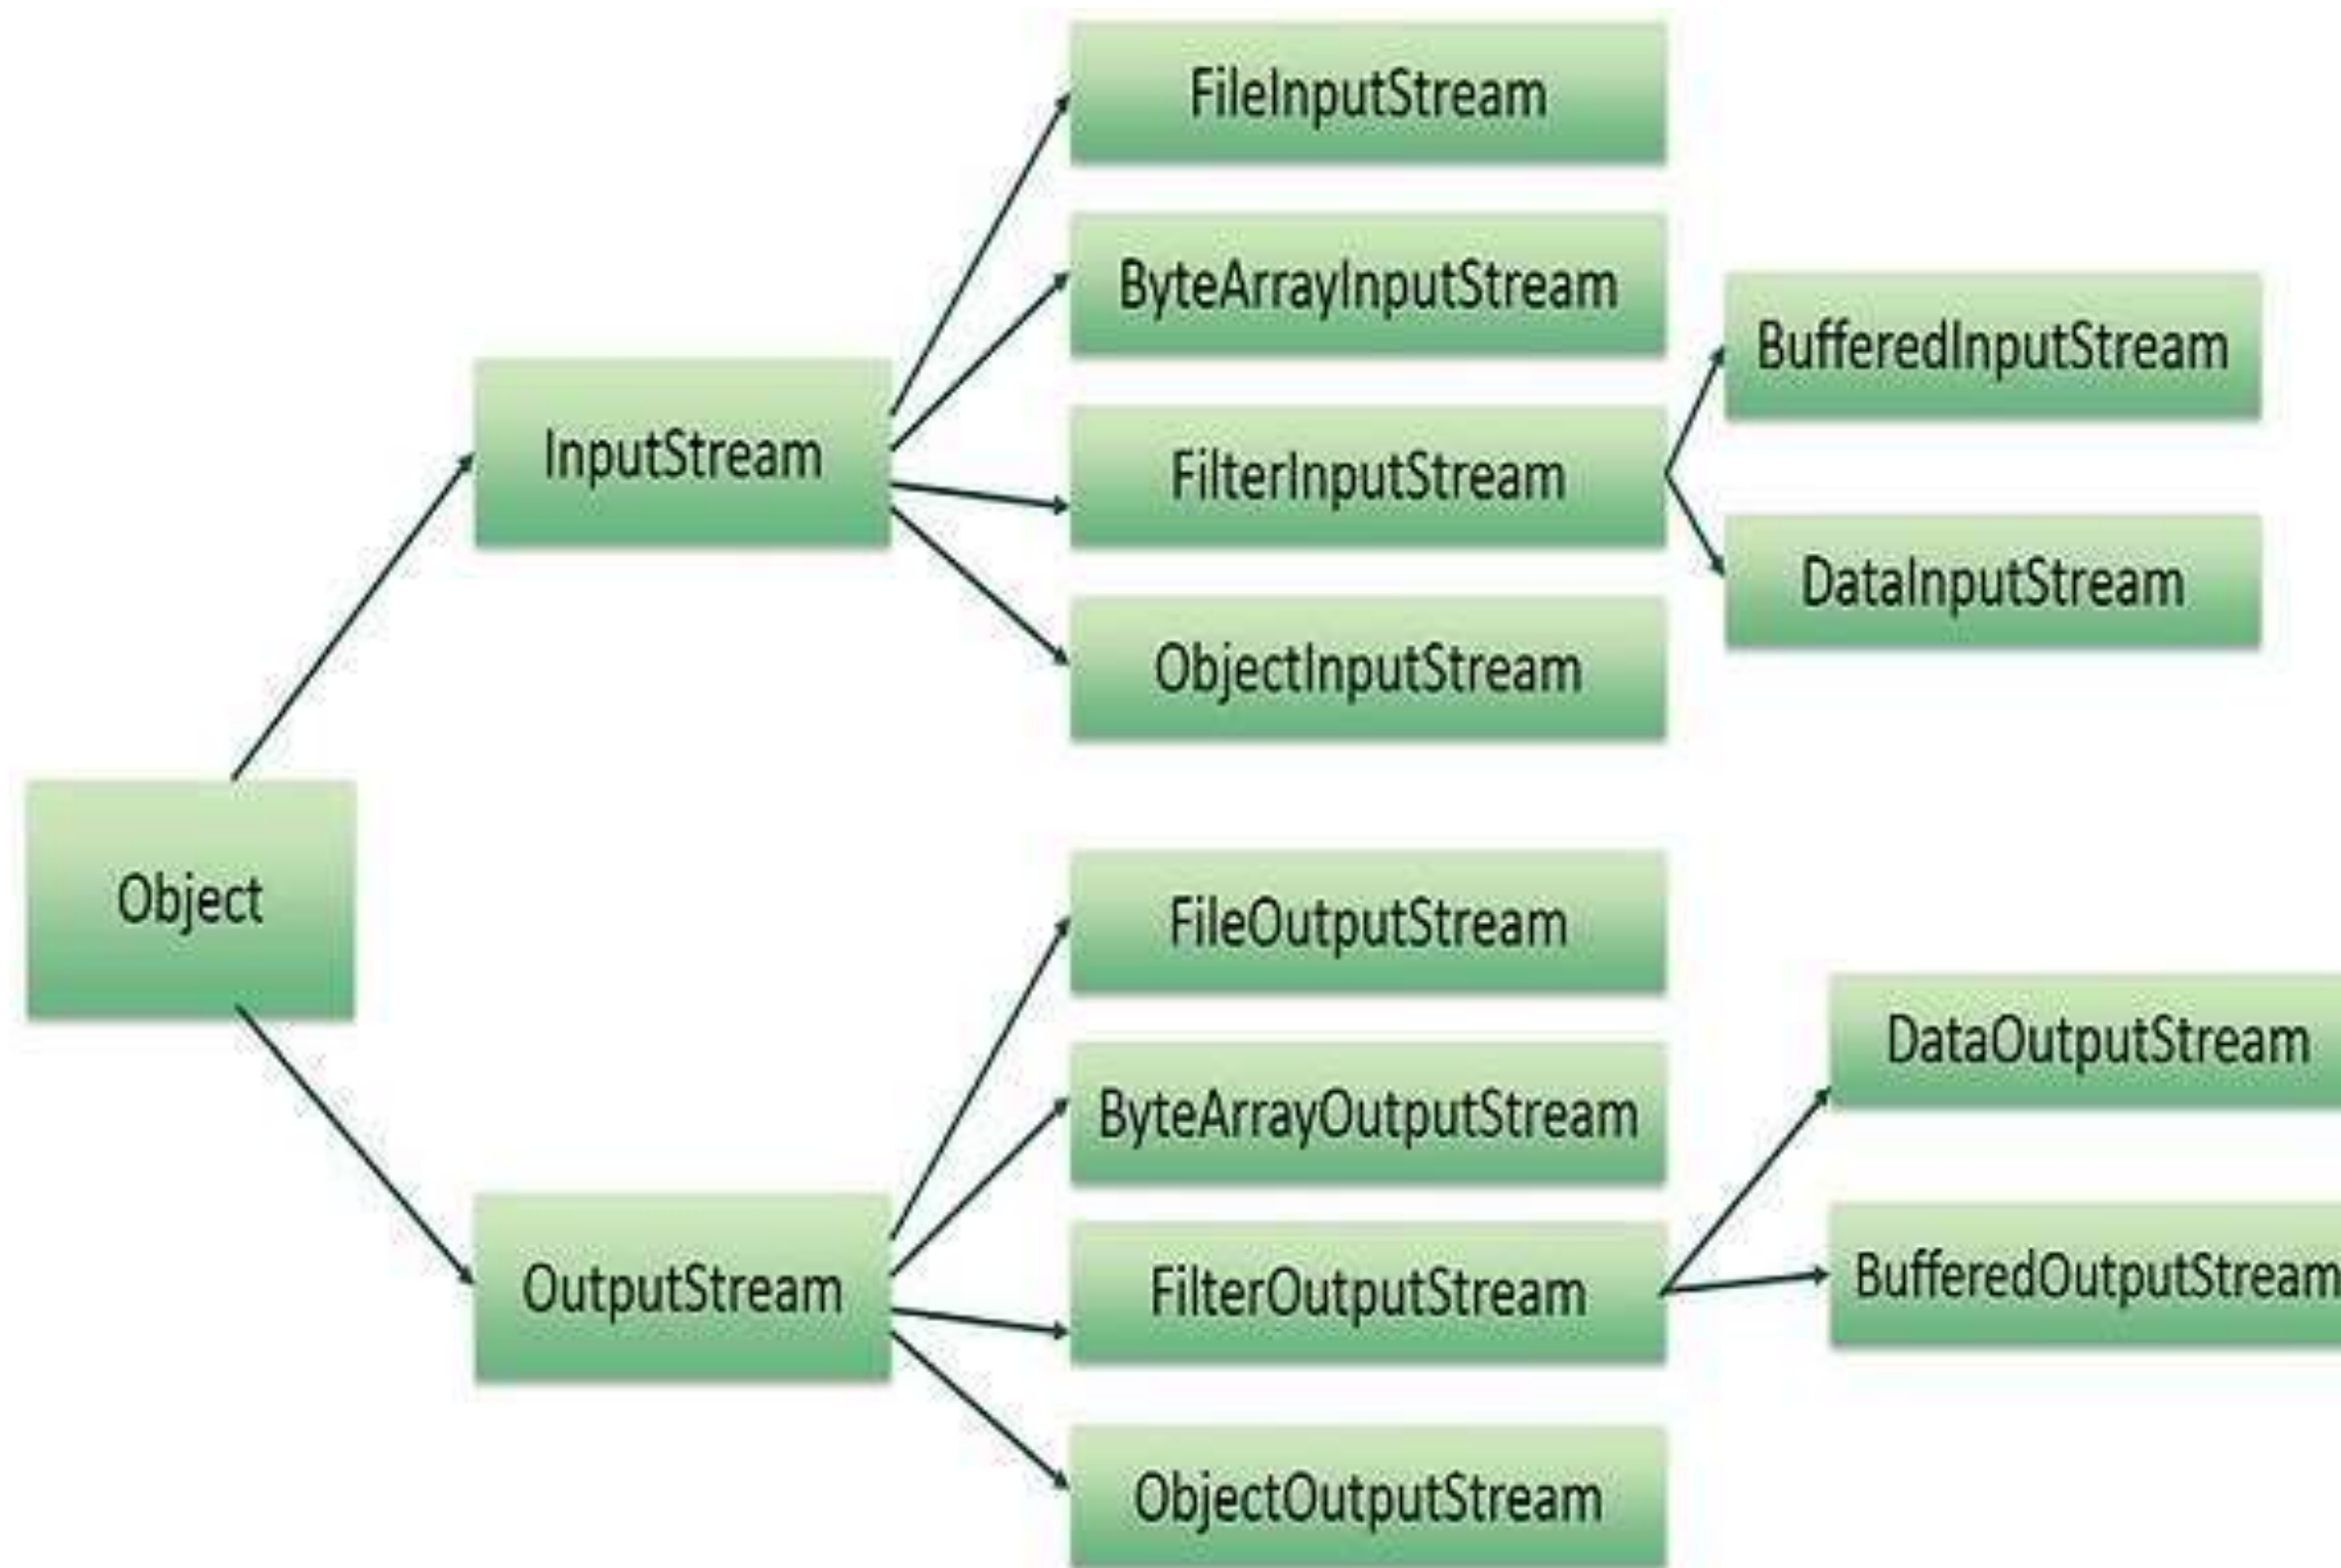 FileInputStream
ByteArrayInputStream
BufferedInputStream
InputStream
FilterInputStream
DataInputStream
ObjectInputStream
Object
FileOutputStream
DataOutputStream
ByteArrayOutputStream
OutputStream
FilterOutputStream
BufferedOutputStream
ObjectOutputStream